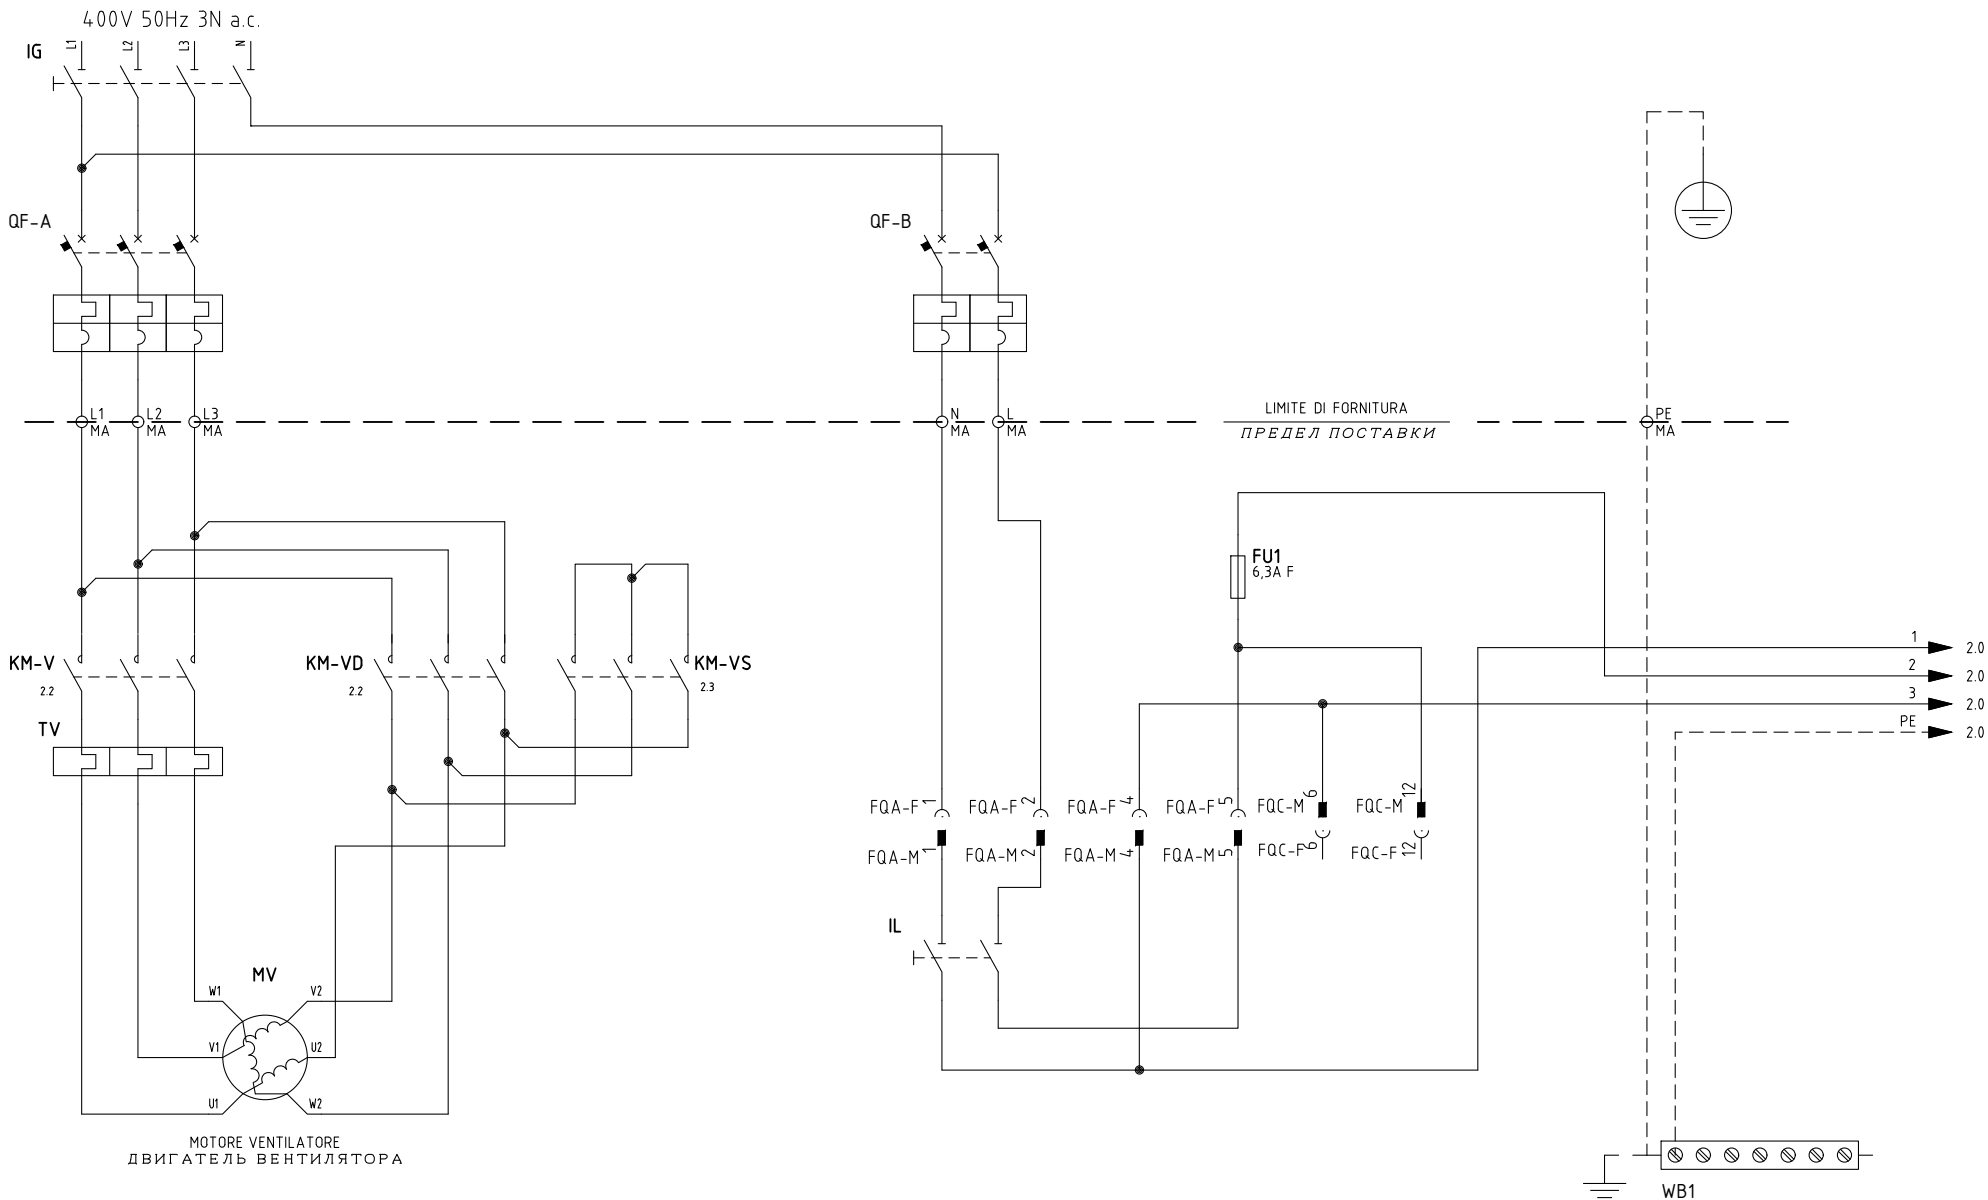 400V 50Hz 3N a.c.
IG
L1
L2
L3
N
QF-A
QF-B
L1
MA
L2
MA
L3
MA
N
MA
L
MA
LIMITE DI FORNITURA
ПРЕДЕЛ ПОСТАВКИ
PE
MA
FU1
6,3A F
KM-V
2.2
KM-VD
2.2
KM-VS
2.3
1
2.0
2
2.0
3
2.0
PE
2.0
TV
FQA-F 1
FQA-F 2
FQA-F 4
FQA-F 5
FQC-M 6
FQC-M 12
FQA-M 1
FQA-M 2
FQA-M 4
FQA-M 5
FQC-F 6
FQC-F 12
IL
MV
W1
V2
V1
U2
U1
W2
MOTORE VENTILATORE
ДВИГАТЕЛЬ ВЕНТИЛЯТОРА
WB1